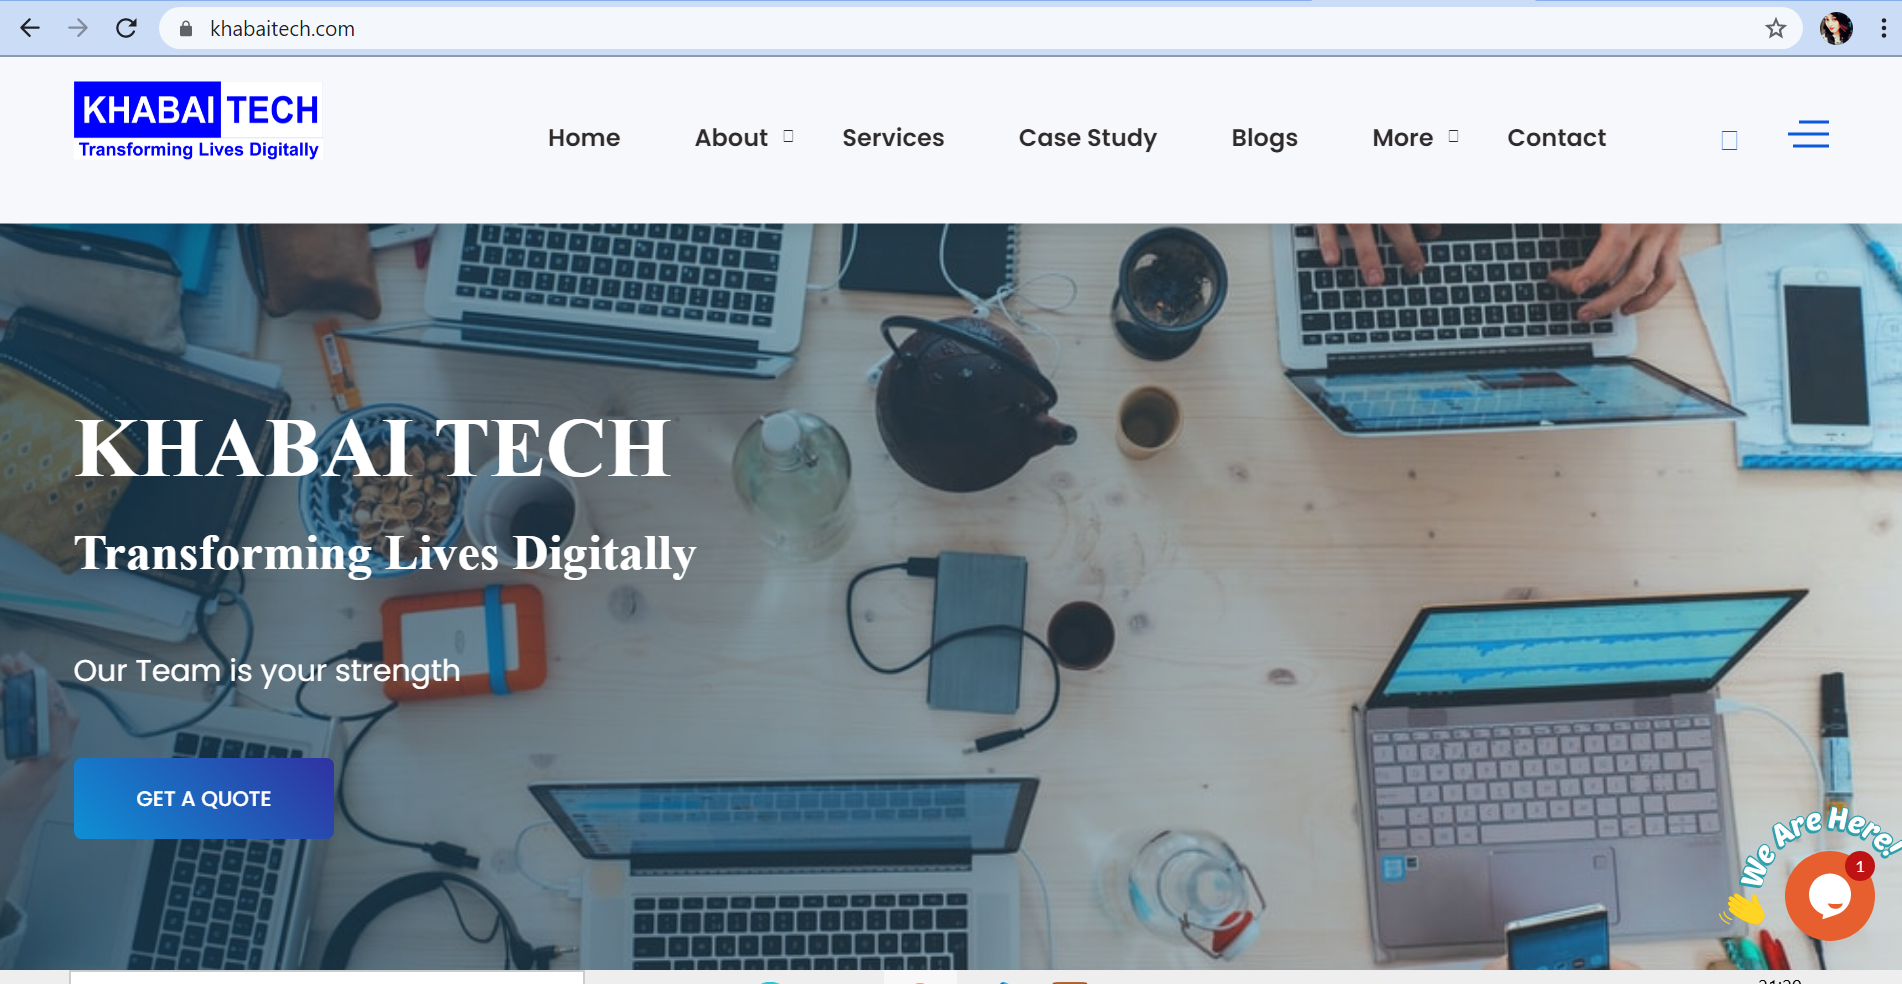 khabaitech.com
KHABAI TECH
Transforming Lives Digitally
Home About Services Case Study Blogs More Contact
KHABAI TECH
Transforming Lives Digitally
Our Team is your strength
GET A QUOTE
We Are Here!
1